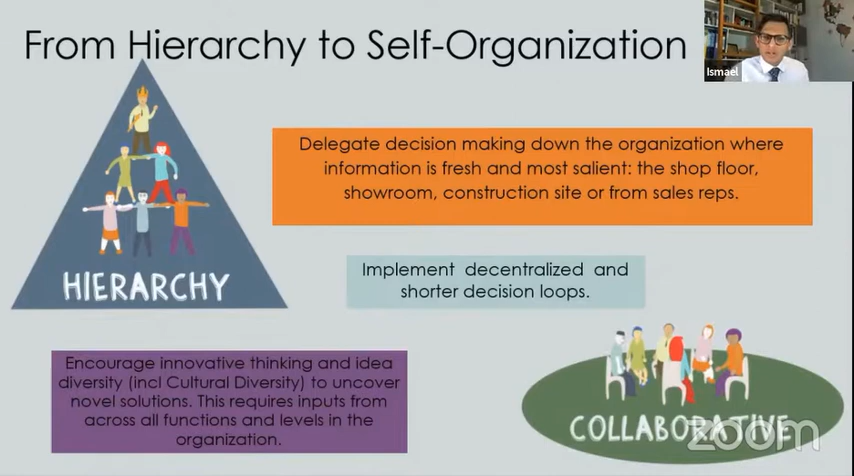 From Hierarchy to Self-Organization
Ismael
Delegate decision making down the organization where
information is fresh and most salient: the shop floor,
showroom, construction site or from sales reps.
HIERARCHY
Implement decentralized and
shorter decision loops.
Encourage innovative thinking and idea
diversity (incl Cultural Diversity) to uncover
novel solutions. This requires inputs from
across all functions and levels in the
organization.
COLLABORATIVE
zoom